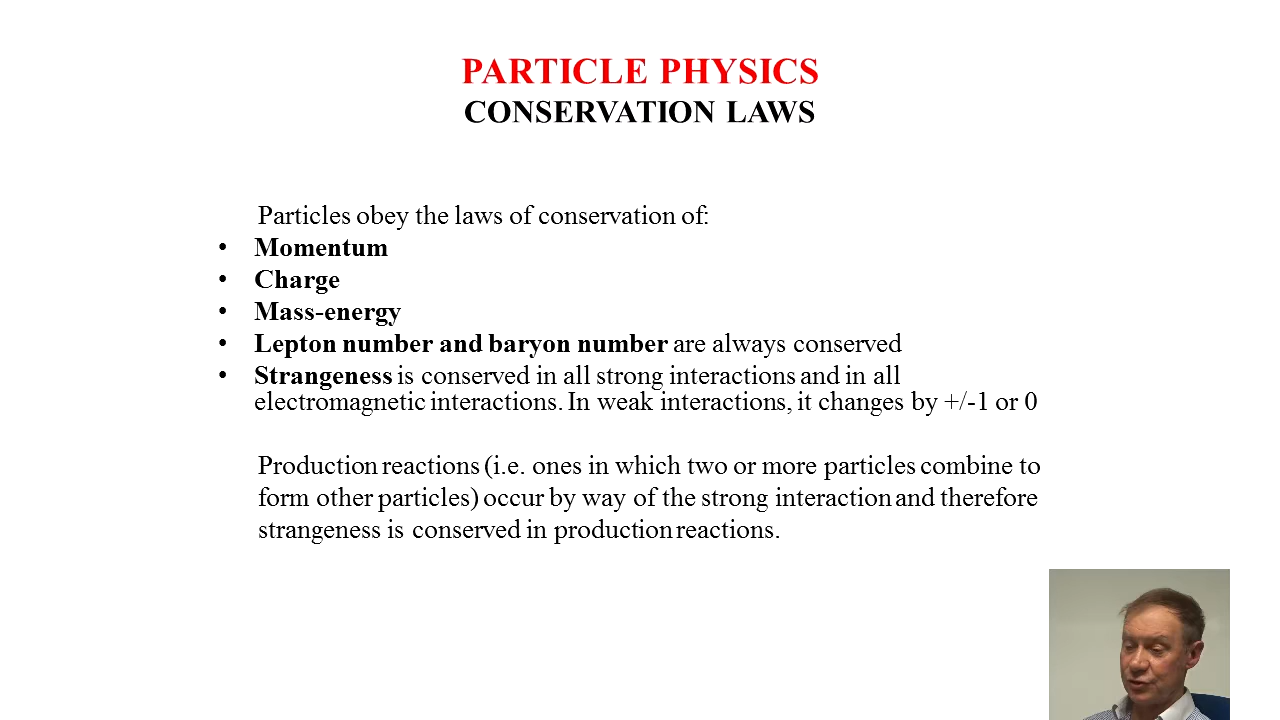 PARTICLE PHYSICS
CONSERVATION LAWS
Particles obey the laws of conservation of:
• Momentum
• Charge
• Mass-energy
• Lepton number and baryon number are always conserved
• Strangeness is conserved in all strong interactions and in all
electromagnetic interactions. In weak interactions, it changes by +/-1 or 0
Production reactions (i.e. ones in which two or more particles combine to
form other particles) occur by way of the strong interaction and therefore
strangeness is conserved in production reactions.